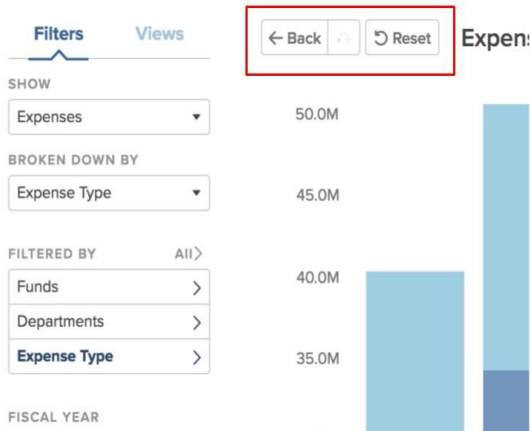 Filters Views
SHOW
Expenses
BROKEN DOWN BY
Expense Type
FILTERED BY All
Funds
Departments
Expense Type
FISCAL YEAR
Back Reset Expen
50.0M
45.0M
40.0M
35.0M